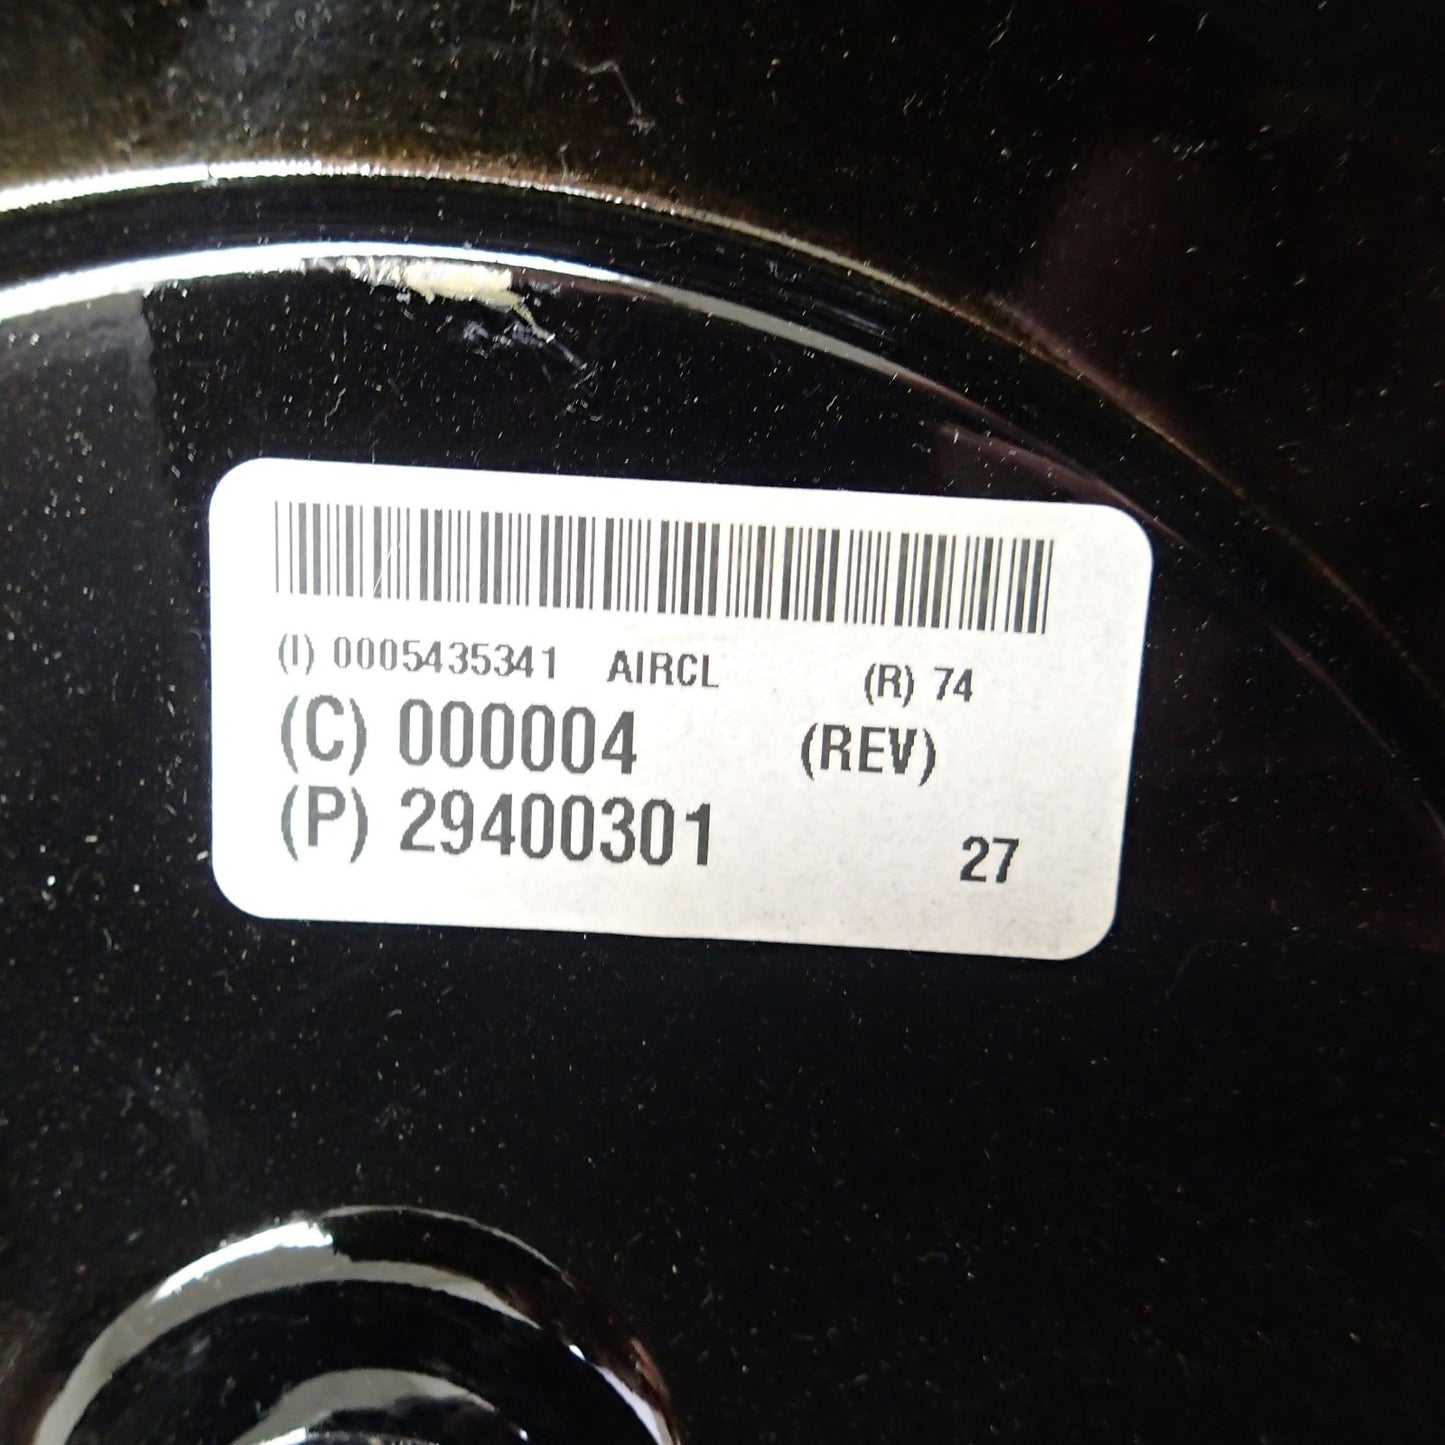 (I) 0005435341 AIRCL (R) 74
(C) 000004 (REV)
(P) 29400301 27